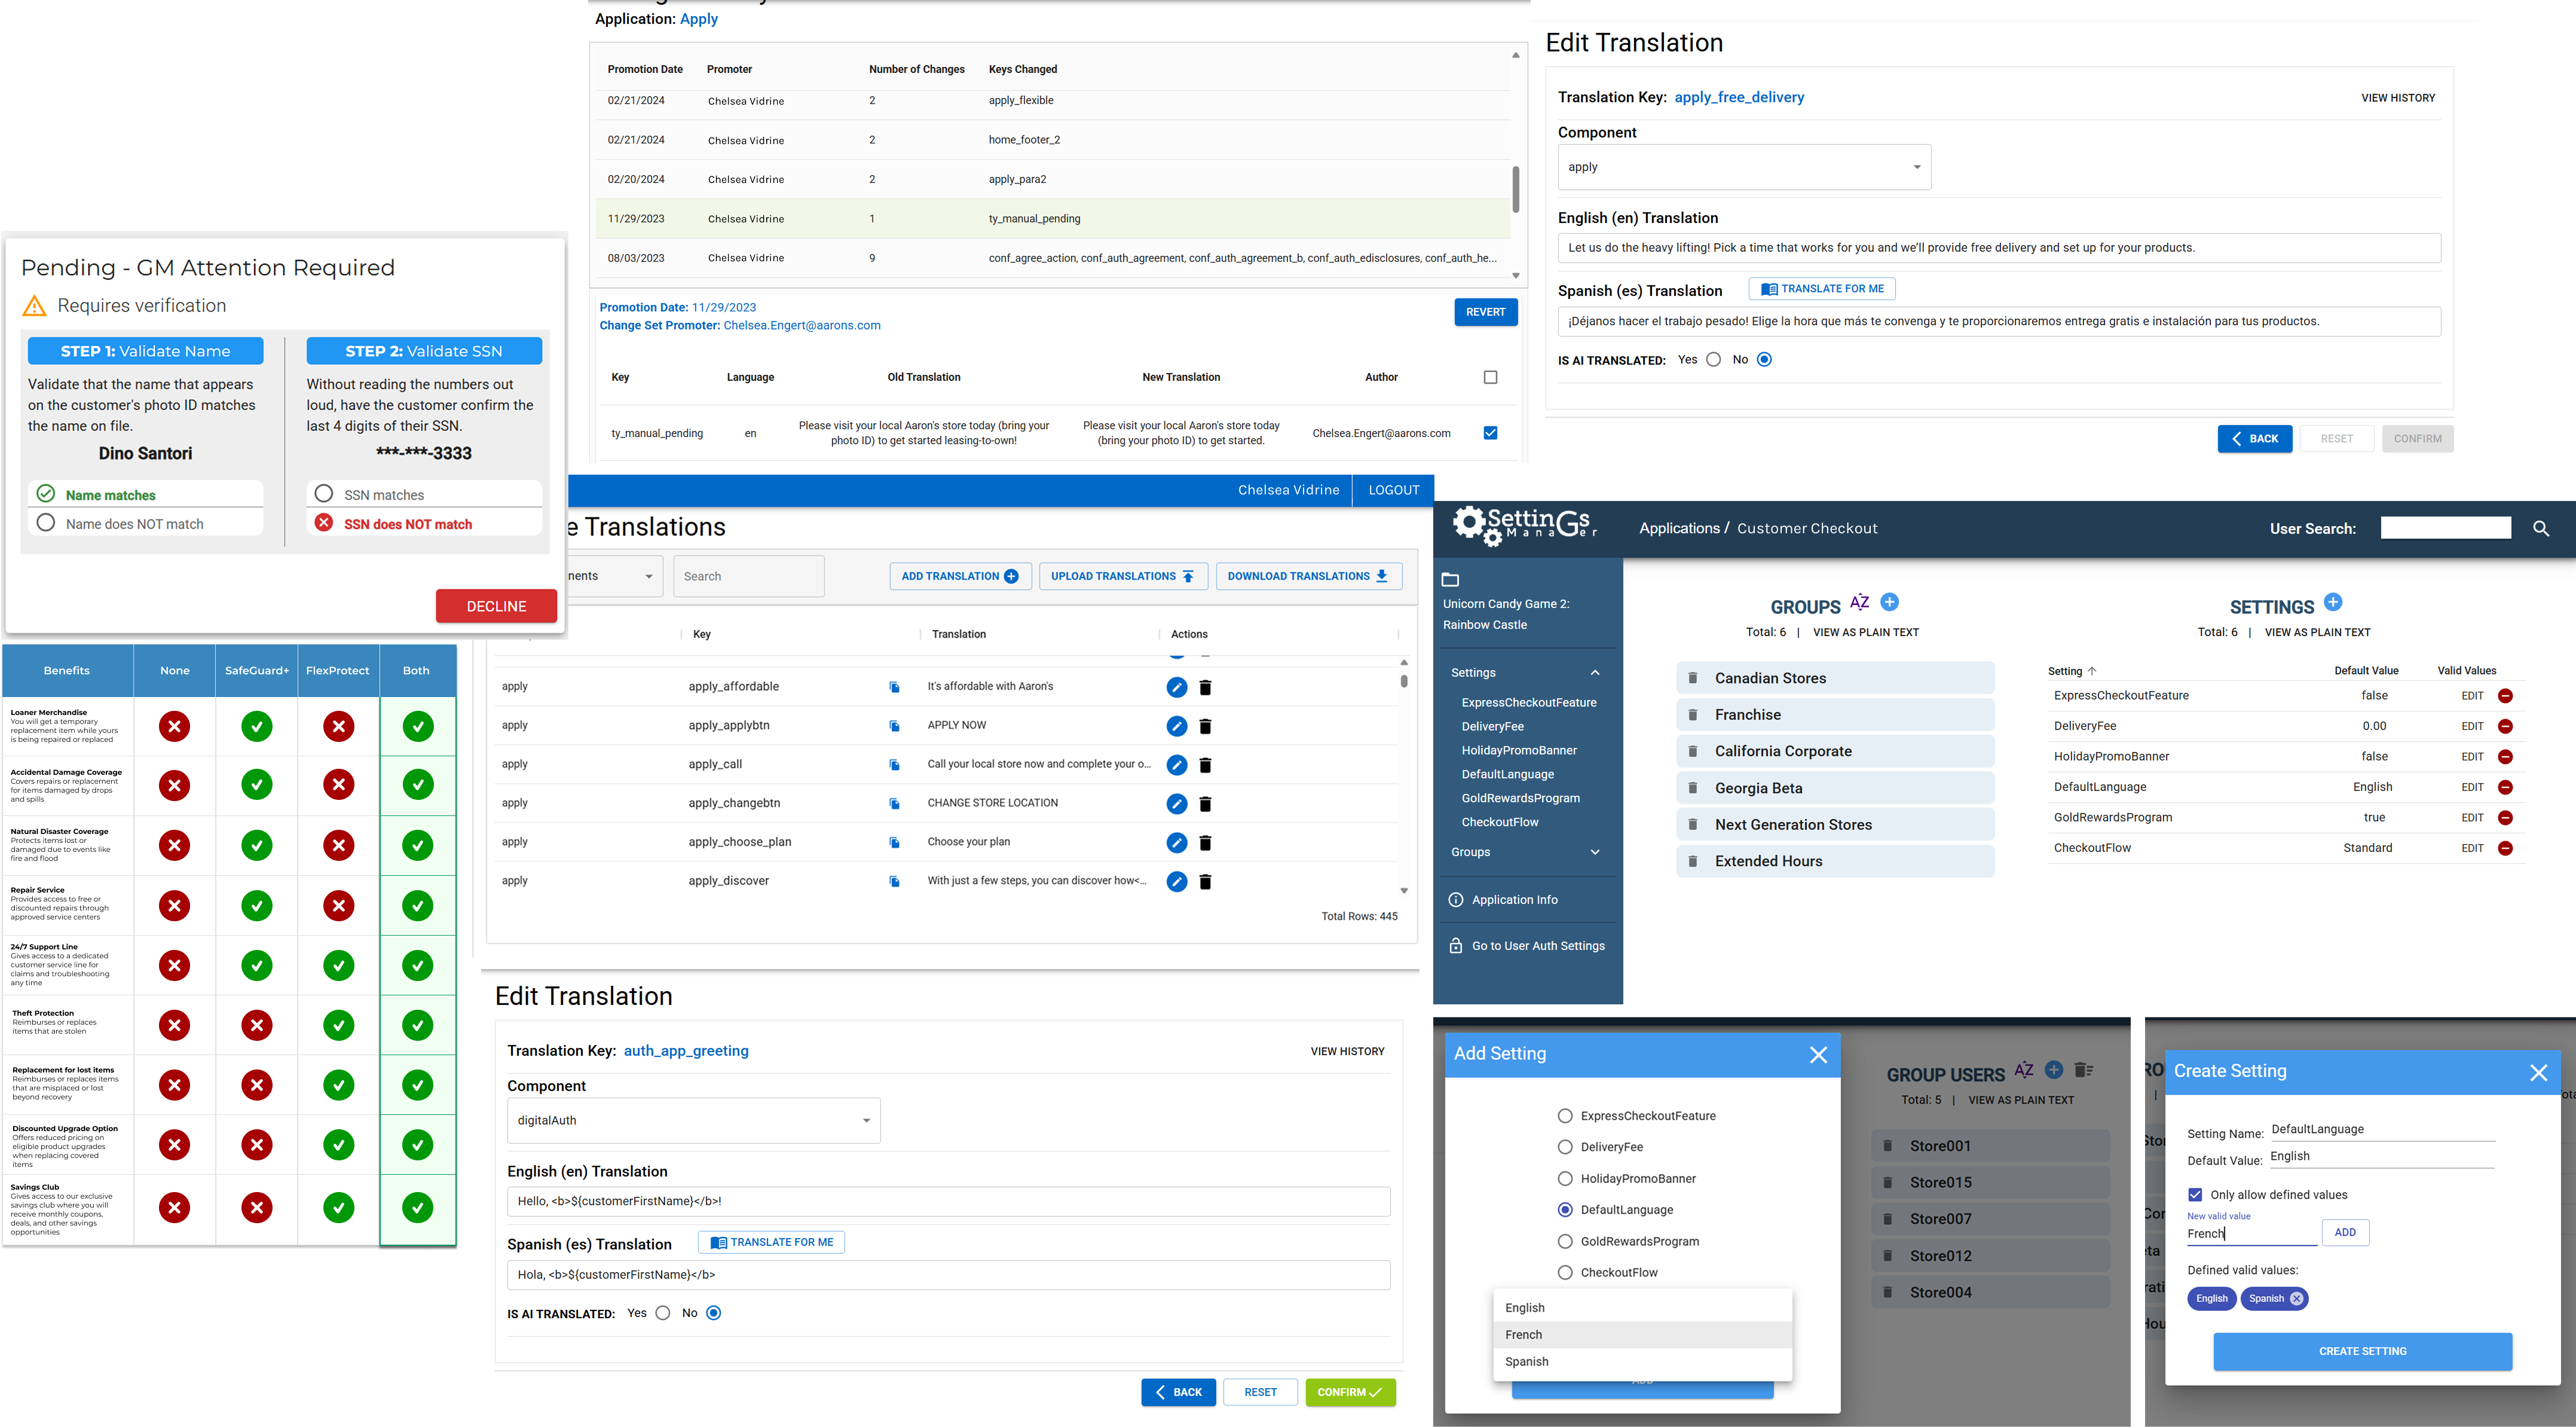 Application: Apply
Promotion Date Promoter Number of Changes Keys Changed
02/21/2024 Chelsea Vidrine 2 apply_flexible
02/21/2024 Chelsea Vidrine 2 home_footer_2
02/20/2024 Chelsea Vidrine 2 apply_para2
11/29/2023 Chelsea Vidrine 1 ty_manual_pending
08/03/2023 Chelsea Vidrine 9 conf_agree_action, conf_auth_agreement, conf_auth_agreement_b, conf_auth_edisclosures, conf_auth_he...
Promotion Date: 11/29/2023
Change Set Promoter: Chelsea.Engert@aarons.com
REVERT
Key Language Old Translation New Translation Author
ty_manual_pending en Please visit your local Aaron's store today (bring your photo ID) to get started leasing-to-own! Please visit your local Aaron's store today (bring your photo ID) to get started. Chelsea.Engert@aarons.com
Edit Translation
Translation Key: apply_free_delivery
VIEW HISTORY
Component
apply
English (en) Translation
Let us do the heavy lifting! Pick a time that works for you and we'll provide free delivery and set up for your products.
Spanish (es) Translation TRANSLATE FOR ME
¡Déjanos hacer el trabajo pesado! Elige la hora que más te convenga y te proporcionaremos entrega gratis e instalación para tus productos.
IS AI TRANSLATED: Yes No
BACK RESET CONFIRM
Pending - GM Attention Required
Requires verification
STEP 1: Validate Name
Validate that the name that appears
on the customer's photo ID matches
the name on file.
Dino Santori
Name matches
Name does NOT match
STEP 2: Validate SSN
Without reading the numbers out
loud, have the customer confirm the
last 4 digits of their SSN.
***-***-3333
SSN matches
SSN does NOT match
DECLINE
Chelsea Vidrine LOGOUT
e Translations
nents Search ADD TRANSLATION UPLOAD TRANSLATIONS DOWNLOAD TRANSLATIONS
Key Translation Actions
apply apply_affordable It's affordable with Aaron's
apply apply_applybtn APPLY NOW
apply apply_call Call your local store now and complete your o...
apply apply_changebtn CHANGE STORE LOCATION
apply apply_choose_plan Choose your plan
apply apply_discover With just a few steps, you can discover how<...
Total Rows: 445
SettinGs
ManaGer
Applications / Customer Checkout
User Search:
Unicorn Candy Game 2:
Rainbow Castle
Settings
ExpressCheckoutFeature
DeliveryFee
HolidayPromoBanner
DefaultLanguage
GoldRewardsProgram
CheckoutFlow
Groups
Application Info
Go to User Auth Settings
GROUPS AZ
Total: 6 | VIEW AS PLAIN TEXT
Canadian Stores
Franchise
California Corporate
Georgia Beta
Next Generation Stores
Extended Hours
SETTINGS
Total: 6 | VIEW AS PLAIN TEXT
Setting Default Value Valid Values
ExpressCheckoutFeature false EDIT
DeliveryFee 0.00 EDIT
HolidayPromoBanner false EDIT
DefaultLanguage English EDIT
GoldRewardsProgram true EDIT
CheckoutFlow Standard EDIT
Benefits None SafeGuard+ FlexProtect Both
Loaner Merchandise
You will get a temporary
replacement item while yours
is being repaired or replaced
Accidental Damage Coverage
Covers repairs or replacement
for items damaged by drops
and spills
Natural Disaster Coverage
Protects items lost or
damaged due to events like
fire and flood
Repair Service
Provides access to free or
discounted repairs through
approved service centers
24/7 Support Line
Gives access to a dedicated
customer service line for
claims and troubleshooting
any time
Theft Protection
Reimburses or replaces
items that are stolen
Replacement for lost items
Reimburses or replaces items
that are misplaced or lost
beyond recovery
Discounted Upgrade Option
Offers reduced pricing on
eligible product upgrades
when replacing covered
items
Savings Club
Gives access to our exclusive
savings club where you will
receive monthly coupons,
deals, and other savings
opportunities
Edit Translation
Translation Key: auth_app_greeting
VIEW HISTORY
Component
digitalAuth
English (en) Translation
Hello, <b>${customerFirstName}</b>!
Spanish (es) Translation TRANSLATE FOR ME
Hola, <b>${customerFirstName}</b>
IS AI TRANSLATED: Yes No
BACK RESET CONFIRM
Add Setting
ExpressCheckoutFeature
DeliveryFee
HolidayPromoBanner
DefaultLanguage
GoldRewardsProgram
CheckoutFlow
English
French
Spanish
GROUP USERS AZ
Total: 5 | VIEW AS PLAIN TEXT
Store001
Store015
Store007
Store012
Store004
Create Setting
Setting Name: DefaultLanguage
Default Value: English
Only allow defined values
New valid value
French ADD
Defined valid values:
English Spanish
CREATE SETTING